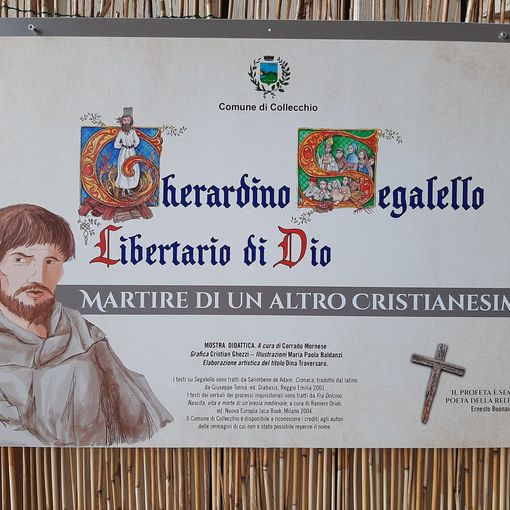 Comune di Collecchio
Gherardino Segalello
Libertario di Dio
MARTIRE DI UN ALTRO CRISTIANESIM
MOSTRA DIDATTICA. A cura di Corrado Mornese
Grafica Cristian Ghezzi – Illustrazioni Maria Paola Baldanzi
Elaborazione artistica del titolo Dina Traversaro.
I testi su Segalello sono tratti da Salimbene de Adam, Cronaca, tradotto dal latino
da Giuseppe Tonna, ed. Diabasis, Reggio Emilia 2001.
I testi dei verbali dei processi inquisitoriali sono tratti da Fra Dolcino.
Nascita, vita e morte di un'eresia medievale, a cura di Raniero Orioli,
ed. Nuova Europa Jaca Book, Milano 2004.
Il Comune di Collecchio è disponibile a riconoscere i crediti agli autori
delle immagini di cui non è stato possibile reperire il nome.
"IL PROFETA È SEM
POETA DELLA REL
Ernesto Buonai